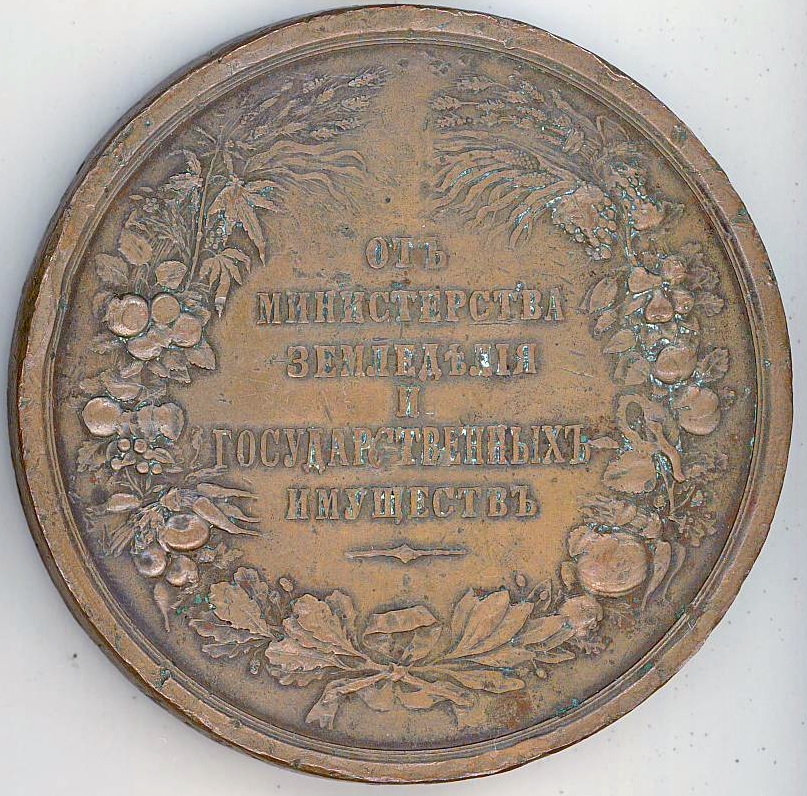 ОТЪ
МИНИСТЕРСТВА
ЗЕМЛЕДѢЛІЯ
И
ГОСУДАРСТВЕННЫХЪ
ИМУЩЕСТВЪ